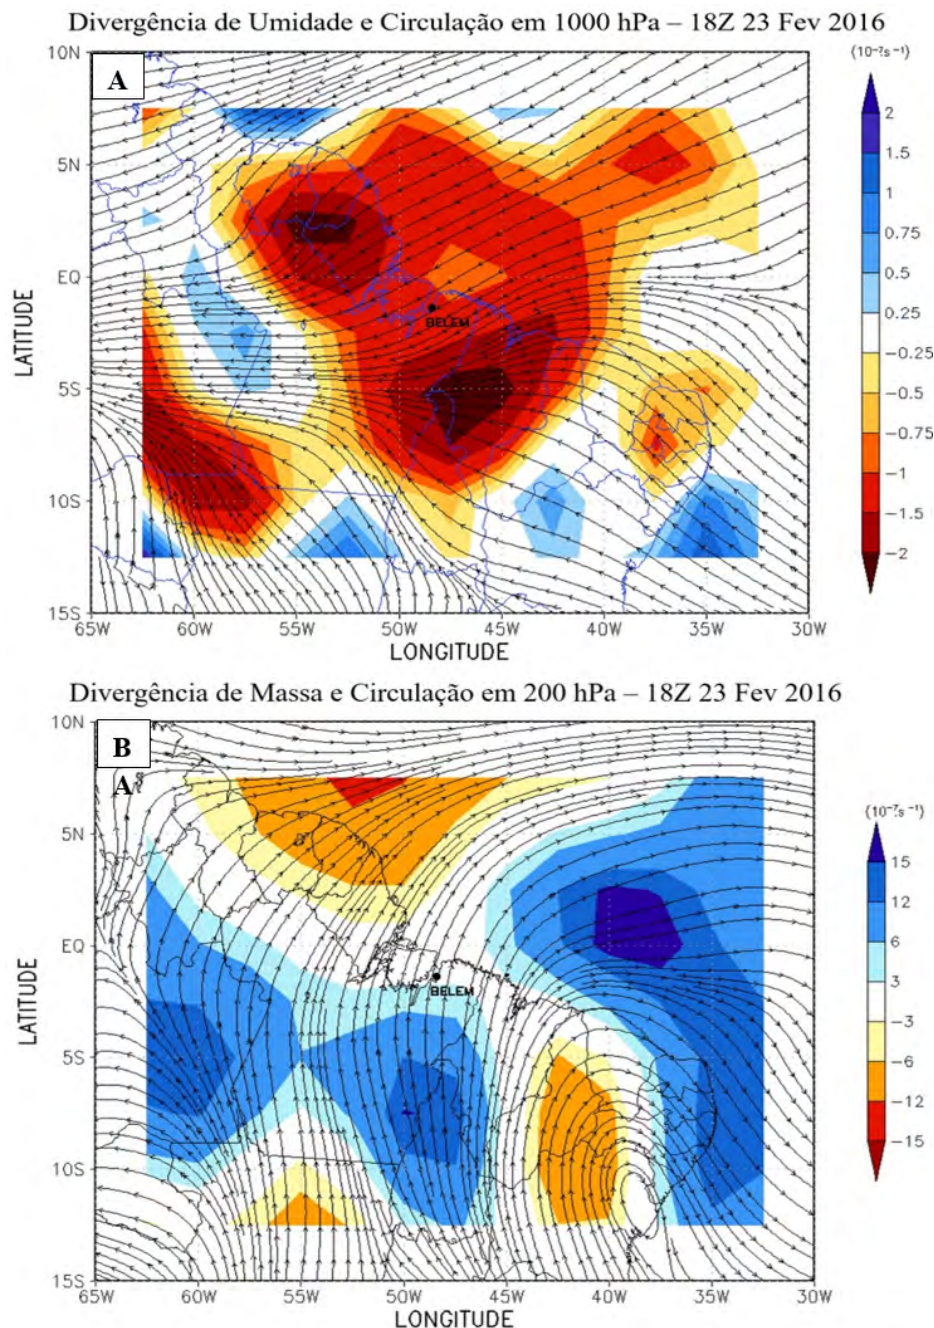 Divergência de Umidade e Circulação em 1000 hPa – 18Z 23 Fev 2016
A
(10⁻⁷s⁻¹)
10N
5N
EQ
5S
10S
15S
LATITUDE
BELEM
2
1.5
1
0.75
0.5
0.25
−0.25
−0.5
−0.75
−1
−1.5
−2
65W 60W 55W 50W 45W 40W 35W 30W
LONGITUDE
Divergência de Massa e Circulação em 200 hPa – 18Z 23 Fev 2016
B
A
(10⁻⁷s⁻¹)
10N
5N
EQ
5S
10S
15S
LATITUDE
BELEM
15
12
6
3
−3
−6
−12
−15
65W 60W 55W 50W 45W 40W 35W 30W
LONGITUDE